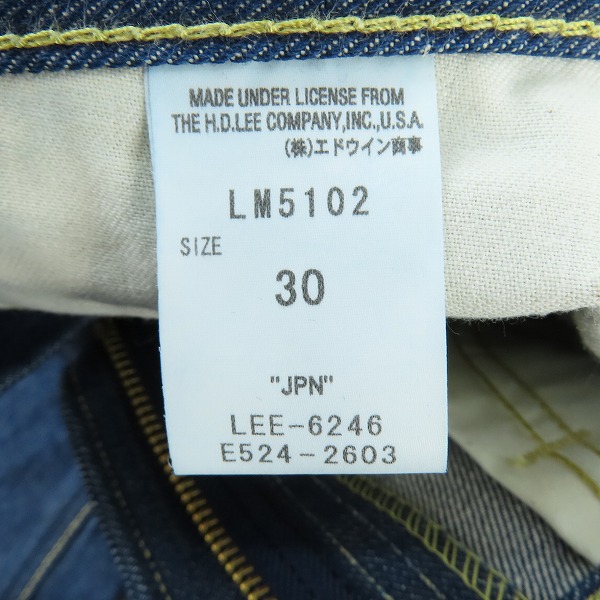 MADE UNDER LICENSE FROM
THE H.D.LEE COMPANY,INC.,U.S.A.
(株)エドウイン商事
LM5102
SIZE
30
"JPN"
LEE-6246
E524-2603